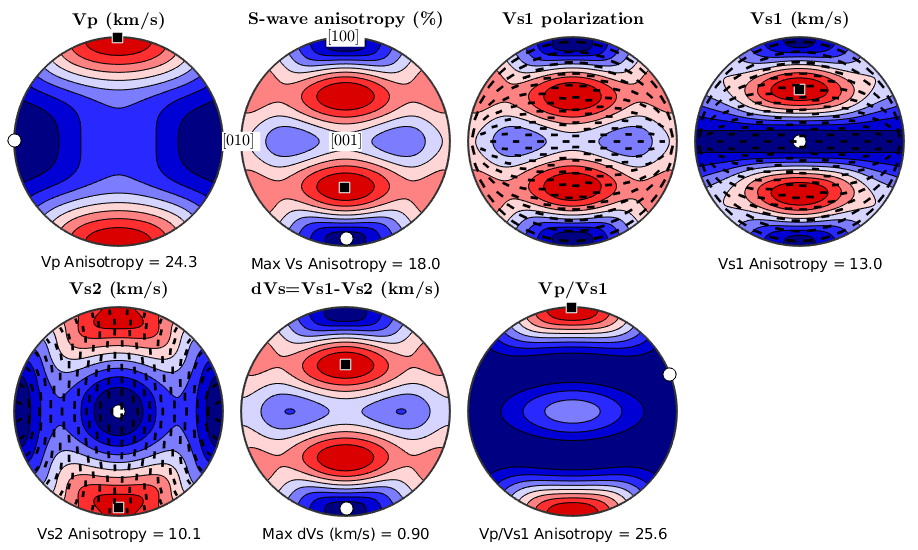 Vp (km/s)
S-wave anisotropy (%)
Vs1 polarization
Vs1 (km/s)
[100]
[010]
[001]
Vp Anisotropy = 24.3
Max Vs Anisotropy = 18.0
Vs1 Anisotropy = 13.0
Vs2 (km/s)
dVs=Vs1-Vs2 (km/s)
Vp/Vs1
Vs2 Anisotropy = 10.1
Max dVs (km/s) = 0.90
Vp/Vs1 Anisotropy = 25.6